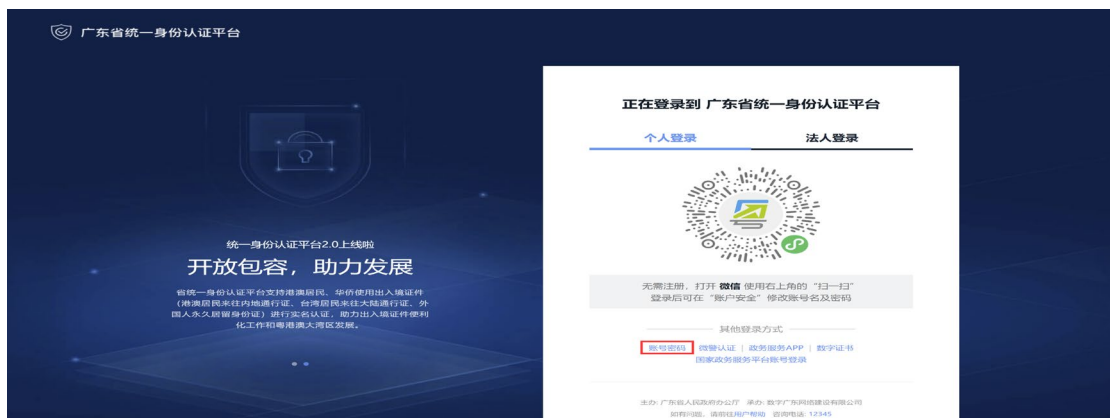 广东省统一身份认证平台
统一身份认证平台2.0上线啦
开放包容，助力发展
省统一身份认证平台支持港澳居民、华侨使用出入境证件
（港澳居民来往内地通行证、台湾居民来往大陆通行证、外
国人永久居留身份证）进行实名认证，助力出入境证件便利
化工作和粤港澳大湾区发展。
正在登录到 广东省统一身份认证平台
个人登录 法人登录
无需注册，打开 微信 使用右上角的 "扫一扫"
登录后可在 "账户安全" 修改账号名及密码
其他登录方式
账号密码 | 微警认证 | 政务服务APP | 数字证书
国家政务服务平台账号登录
主办: 广东省人民政府办公厅 承办: 数字广东网络建设有限公司
如有问题，请前往用户帮助 咨询电话: 12345